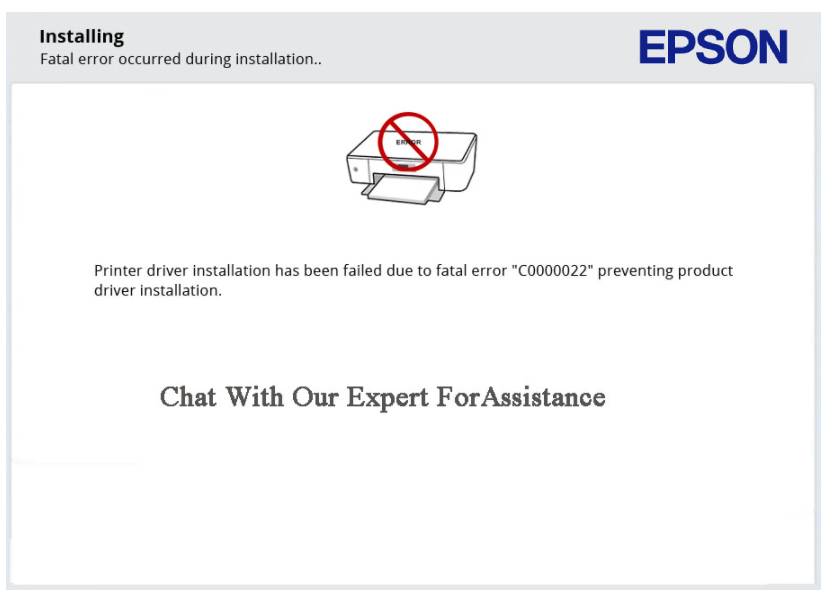 Installing
EPSON
Fatal error occurred during installation..
ERROR
Printer driver installation has been failed due to fatal error "C0000022" preventing product
driver installation.
Chat With Our Expert ForAssistance